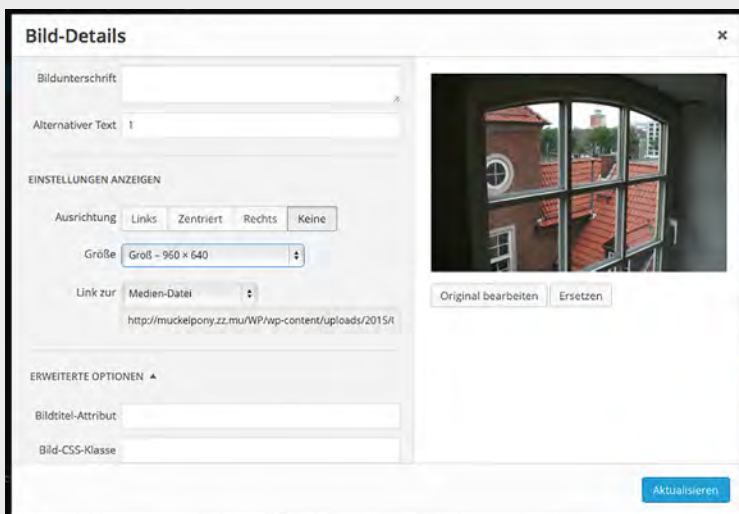 Bild-Details
×
Bildunterschrift
Alternativer Text 1
EINSTELLUNGEN ANZEIGEN
Ausrichtung Links Zentriert Rechts Keine
Größe Groß – 960 × 640
Link zur Medien-Datei
http://muckelpony.zz.mu/WP/wp-content/uploads/2015/
Original bearbeiten Ersetzen
ERWEITERTE OPTIONEN ▲
Bildtitel-Attribut
Bild-CSS-Klasse
Aktualisieren